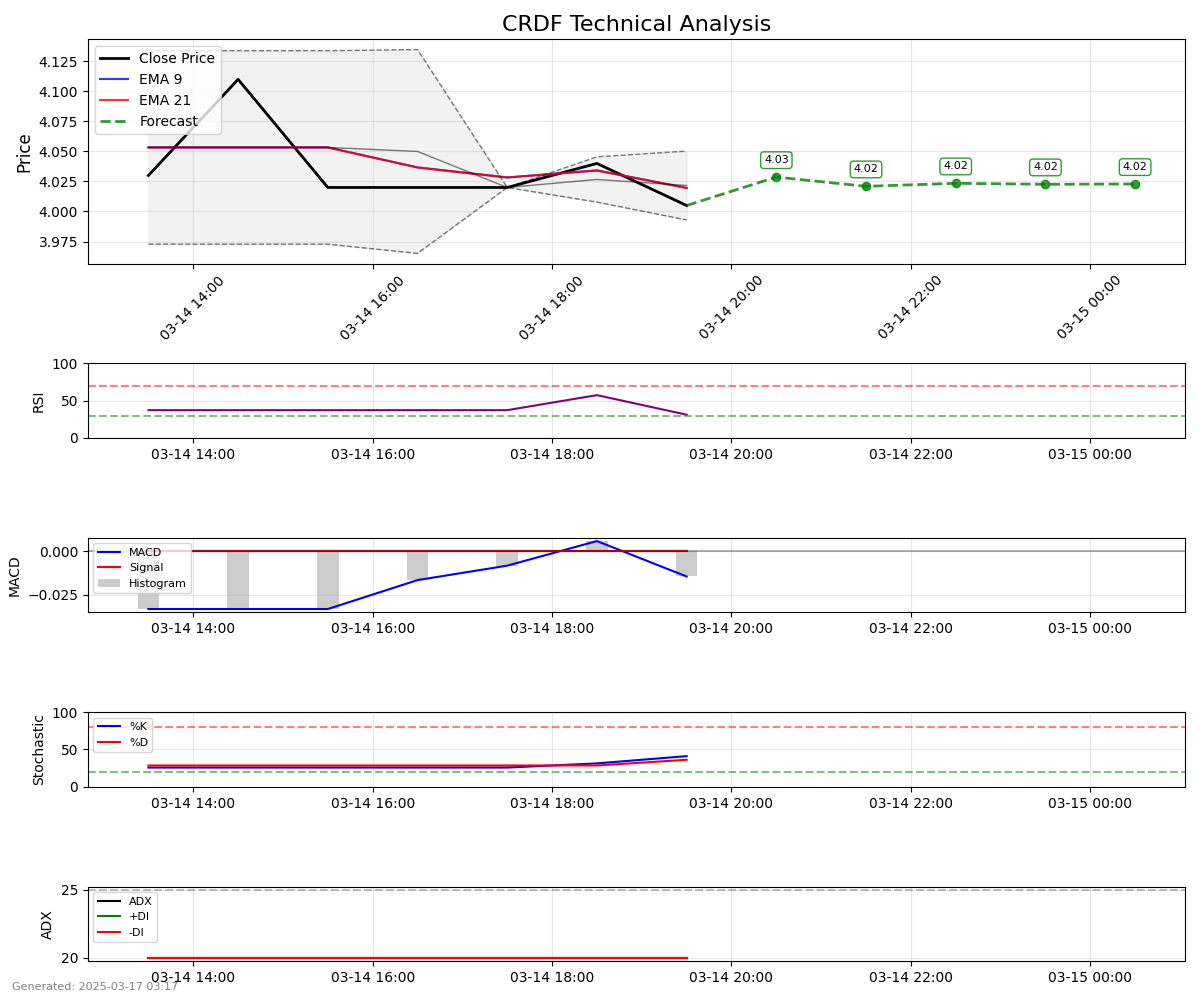 CRDF Technical Analysis
Price
4.125
4.100
4.075
4.050
4.025
4.000
3.975
Close Price
EMA 9
EMA 21
Forecast
4.03
4.02
4.02
4.02
4.02
03-14 14:00
03-14 16:00
03-14 18:00
03-14 20:00
03-14 22:00
03-15 00:00
RSI
100
50
0
03-14 14:00
03-14 16:00
03-14 18:00
03-14 20:00
03-14 22:00
03-15 00:00
MACD
0.000
−0.025
MACD
Signal
Histogram
03-14 14:00
03-14 16:00
03-14 18:00
03-14 20:00
03-14 22:00
03-15 00:00
Stochastic
100
50
0
%K
%D
03-14 14:00
03-14 16:00
03-14 18:00
03-14 20:00
03-14 22:00
03-15 00:00
ADX
25
20
ADX
+DI
-DI
03-14 14:00
03-14 16:00
03-14 18:00
03-14 20:00
03-14 22:00
03-15 00:00
Generated: 2025-03-17 03:17